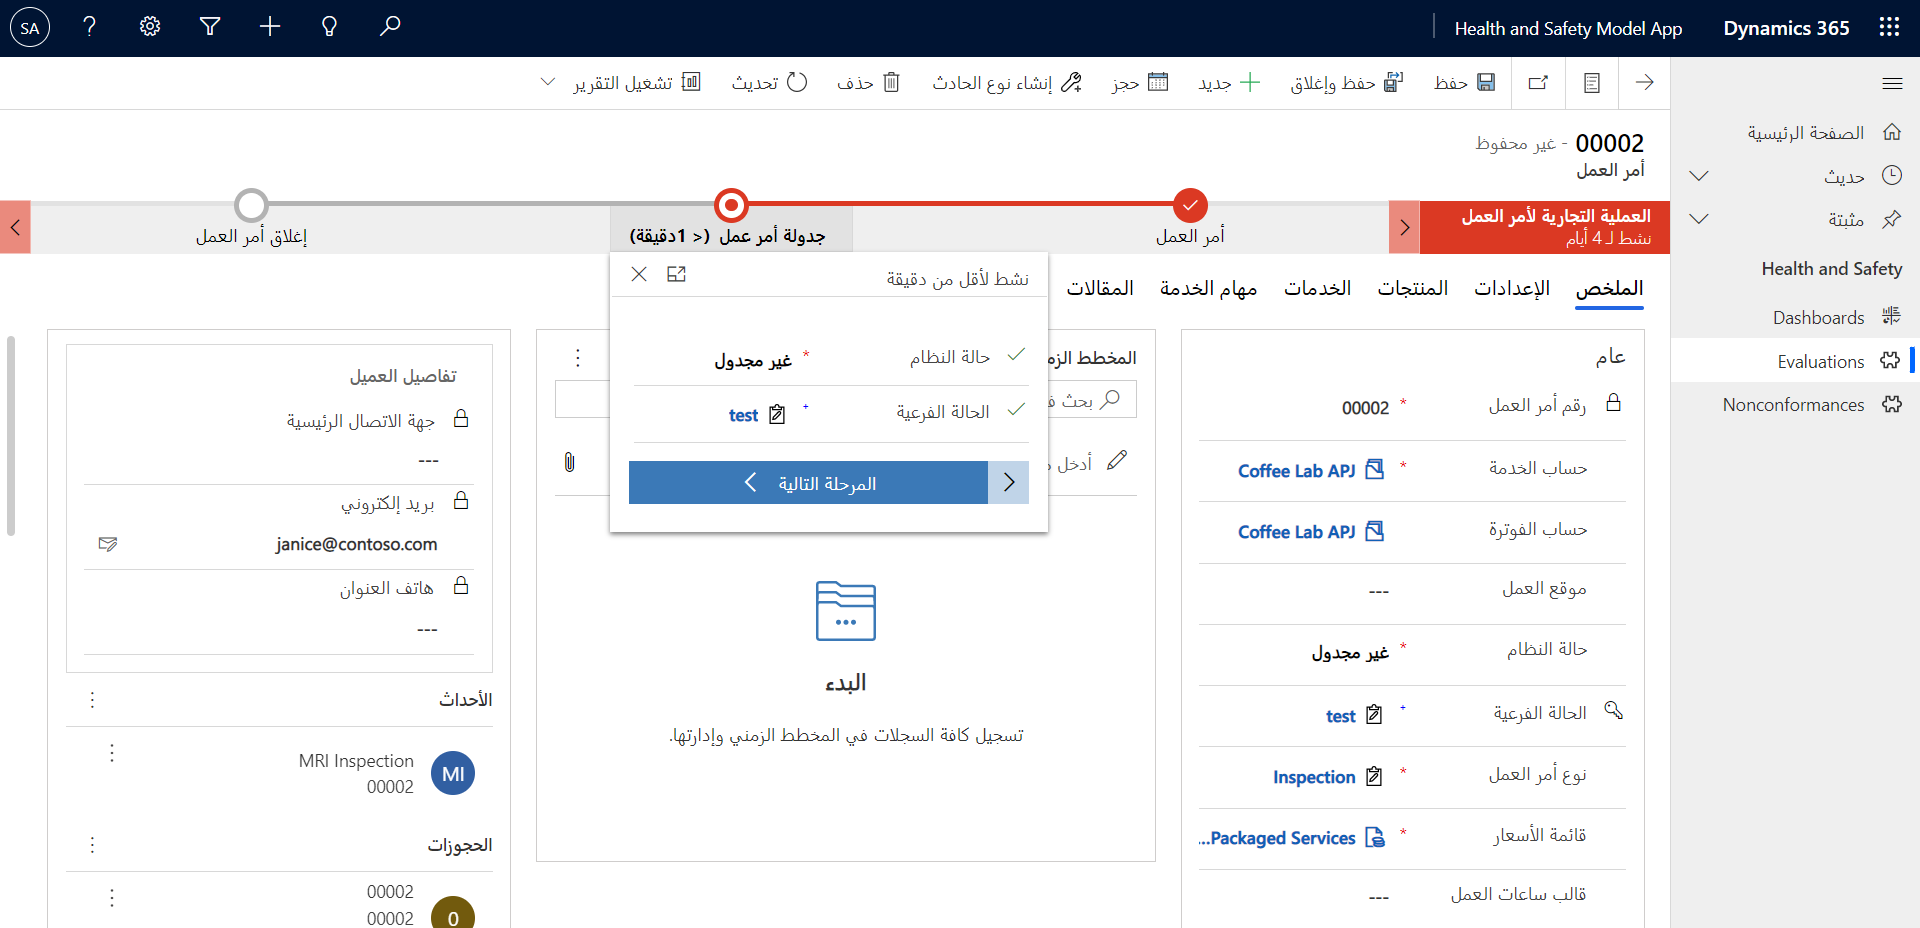 Dynamics 365
Health and Safety Model App
SA
حفظ
حفظ وإغلاق
جديد
حجز
إنشاء نوع الحادث
حذف
تحديث
تشغيل التقرير
الصفحة الرئيسية
حديث
مثبتة
Health and Safety
Dashboards
Evaluations
Nonconformances
00002 - غير محفوظ
أمر العمل
العملية التجارية لأمر العمل
نشط لـ 4 أيام
أمر العمل
جدولة أمر عمل (< 1دقيقة)
إغلاق أمر العمل
الملخص
الإعدادات
المنتجات
الخدمات
مهام الخدمة
المقالات
نشط لأقل من دقيقة
حالة النظام * غير مجدول
الحالة الفرعية + test
المرحلة التالية
عام
رقم أمر العمل * 00002
حساب الخدمة * Coffee Lab APJ
حساب الفوترة Coffee Lab APJ
موقع العمل ---
حالة النظام * غير مجدول
الحالة الفرعية + test
نوع أمر العمل * Inspection
قائمة الأسعار * Packaged Services...
قالب ساعات العمل ---
المخطط
بحث
أدخل
البدء
تسجيل كافة السجلات في المخطط الزمني وإدارتها.
تفاصيل العميل
جهة الاتصال الرئيسية
---
بريد إلكتروني
janice@contoso.com
هاتف العنوان
---
الأحداث
MI
MRI Inspection
00002
الحجوزات
00002
00002
0